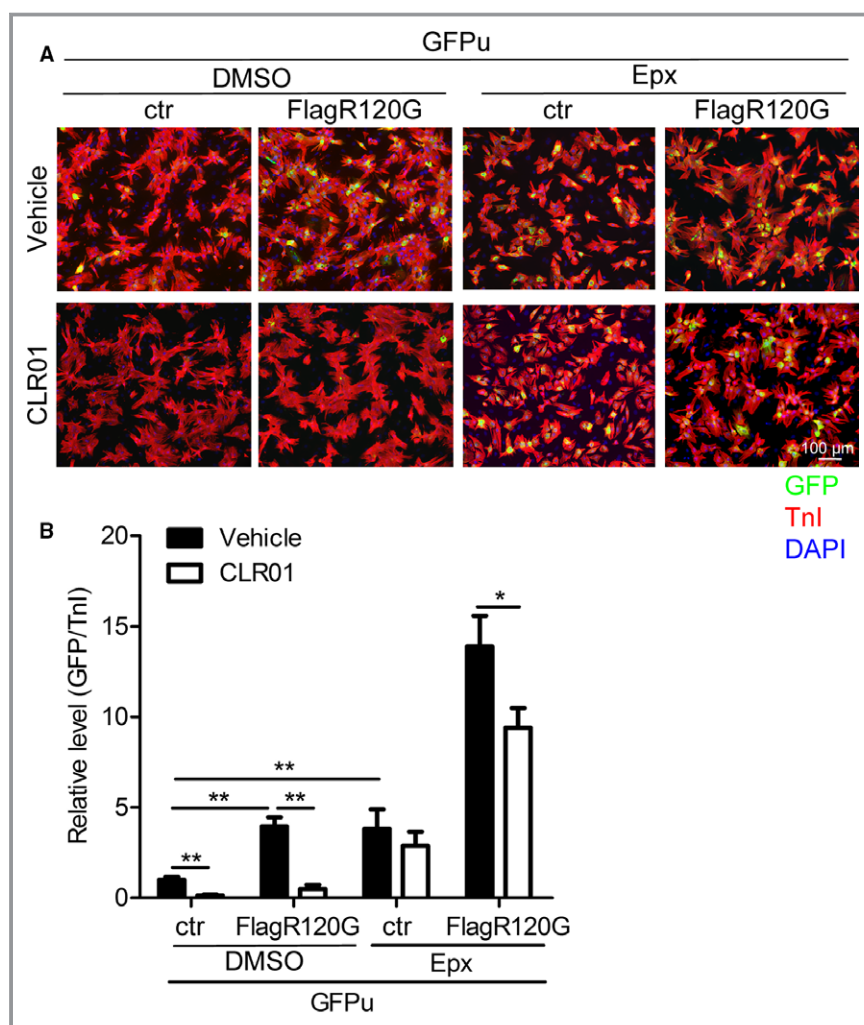 A
GFPu
DMSO Epx
ctr FlagR120G ctr FlagR120G
Vehicle
CLR01
100 µm
GFP
TnI
DAPI
B
20
15
10
5
0
Relative level (GFP/TnI)
Vehicle
CLR01
*
**
** **
**
ctr FlagR120G ctr FlagR120G
DMSO Epx
GFPu